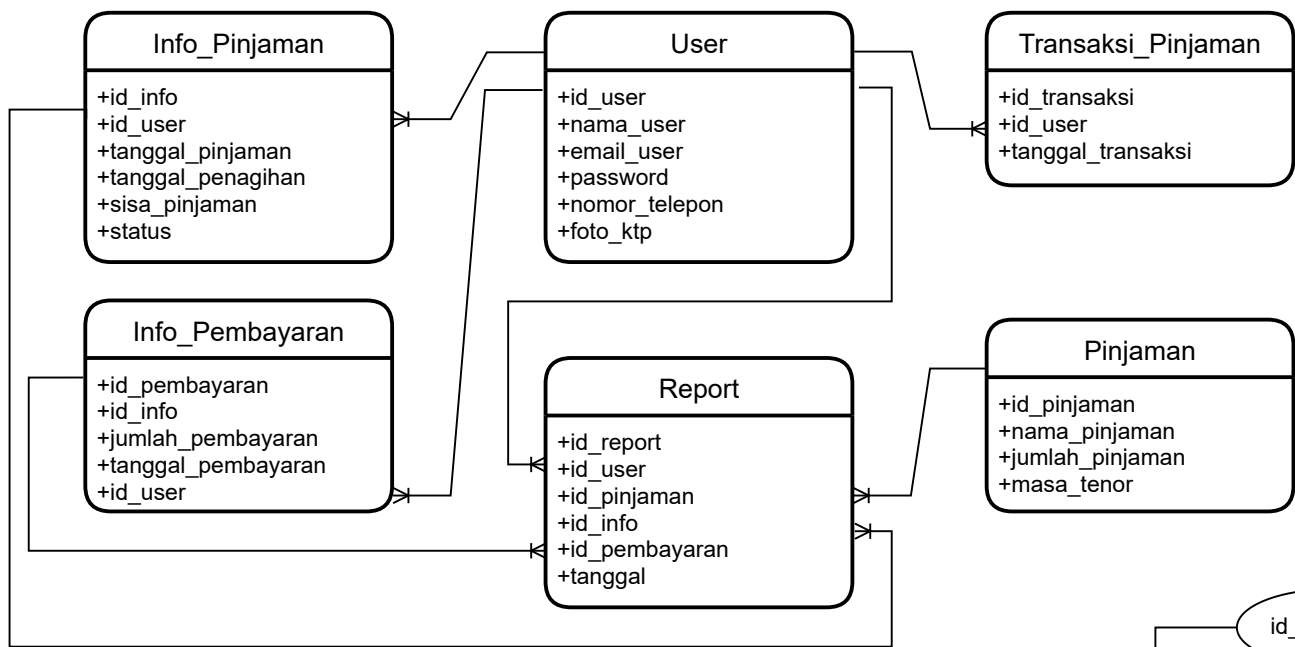 Info_Pinjaman
+id_info
+id_user
+tanggal_pinjaman
+tanggal_penagihan
+sisa_pinjaman
+status
User
+id_user
+nama_user
+email_user
+password
+nomor_telepon
+foto_ktp
Transaksi_Pinjaman
+id_transaksi
+id_user
+tanggal_transaksi
Info_Pembayaran
+id_pembayaran
+id_info
+jumlah_pembayaran
+tanggal_pembayaran
+id_user
Report
+id_report
+id_user
+id_pinjaman
+id_info
+id_pembayaran
+tanggal
Pinjaman
+id_pinjaman
+nama_pinjaman
+jumlah_pinjaman
+masa_tenor